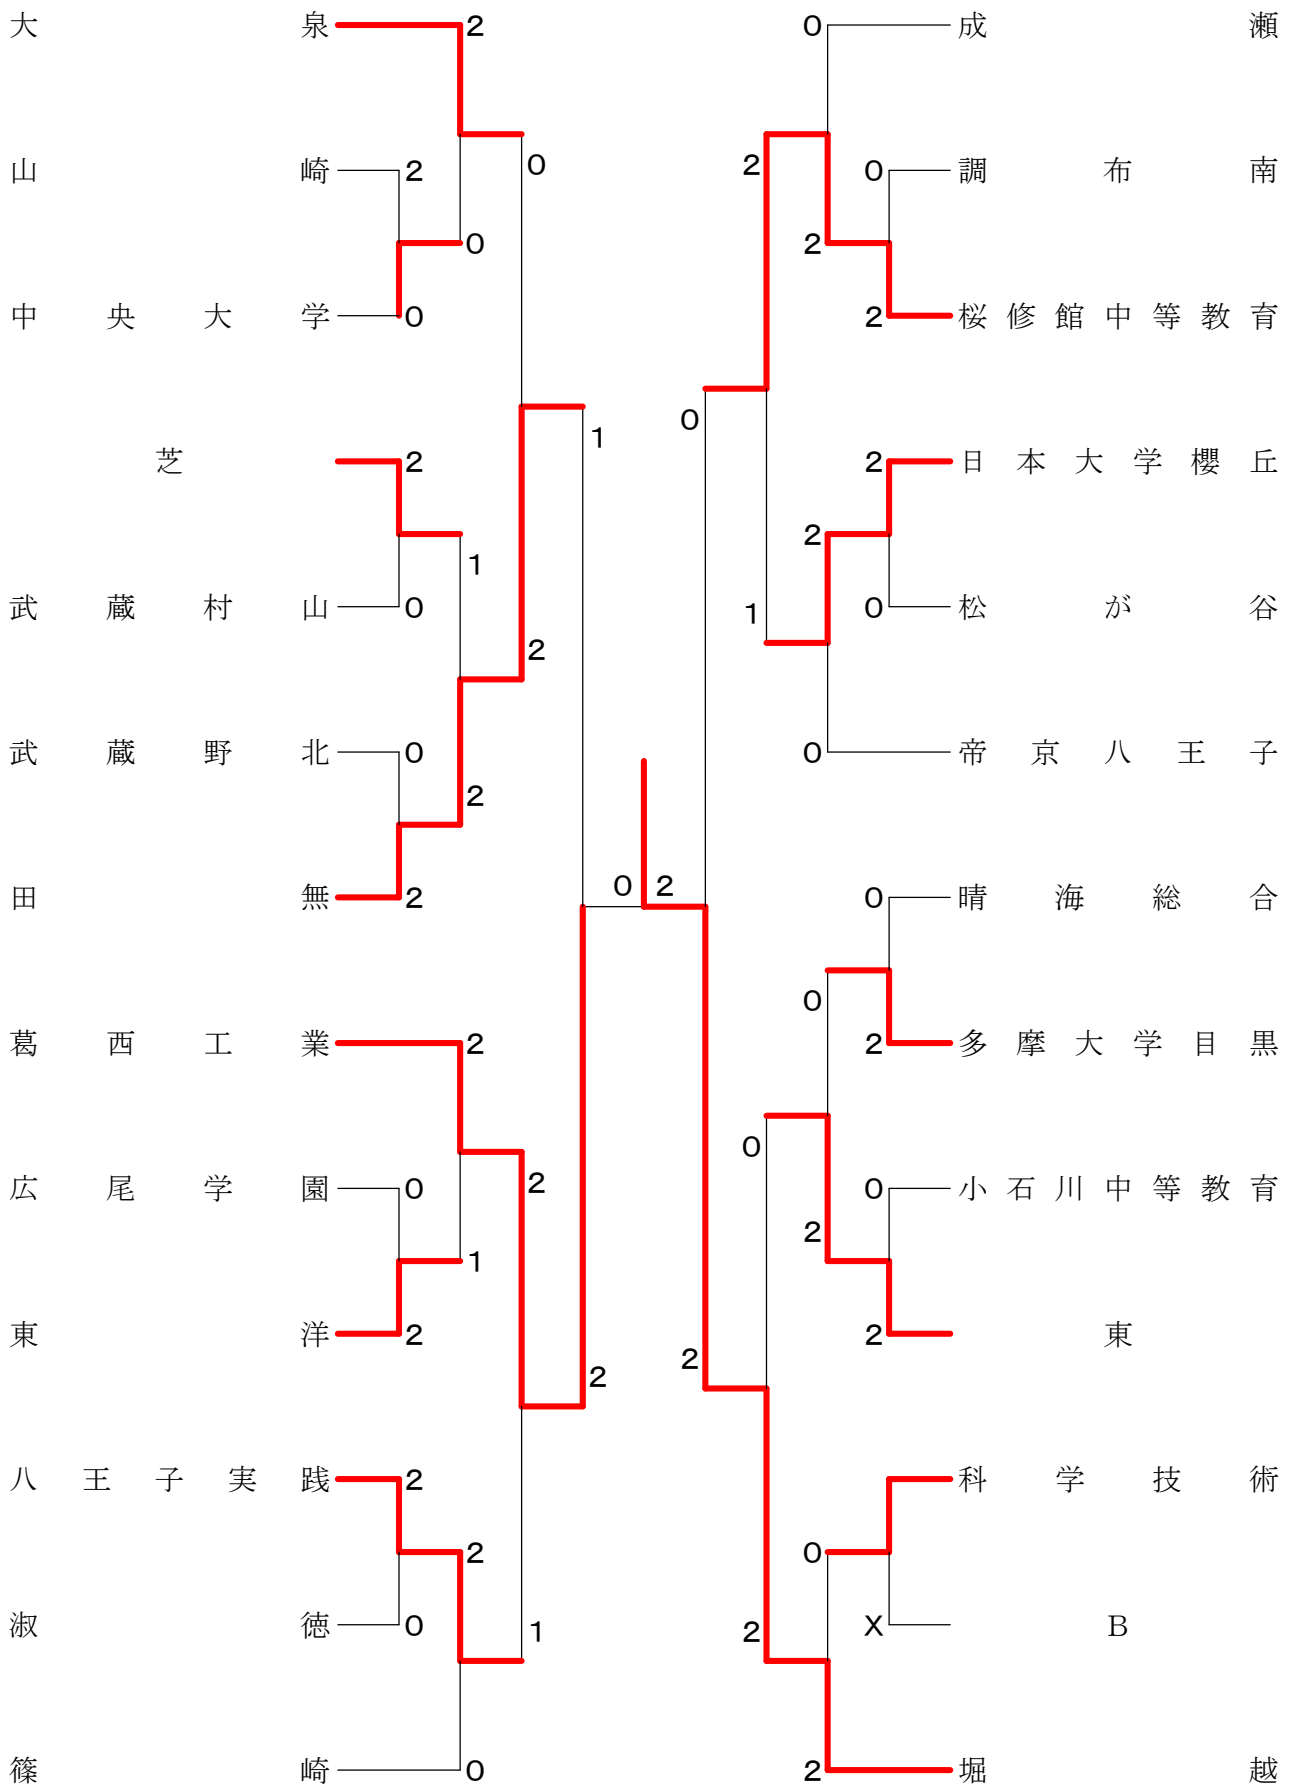 大泉 2 0 成瀬
山崎 2 0 2 0 調布南
0 2
中央大学 0 2 桜修館中等教育
1 0
芝 2 2 日本大学櫻丘
1 2
武蔵村山 0 1 0 松が谷
2
武蔵野北 0 0 帝京八王子
2
田無 2 0 2 0 晴海総合
0
葛西工業 2 2 多摩大学目黒
0
広尾学園 0 2 0 小石川中等教育
1 2
東洋 2 2 東
2 2
八王子実践 2 科学技術
2 0
淑徳 0 1 2 X B
篠崎 0 2 堀越